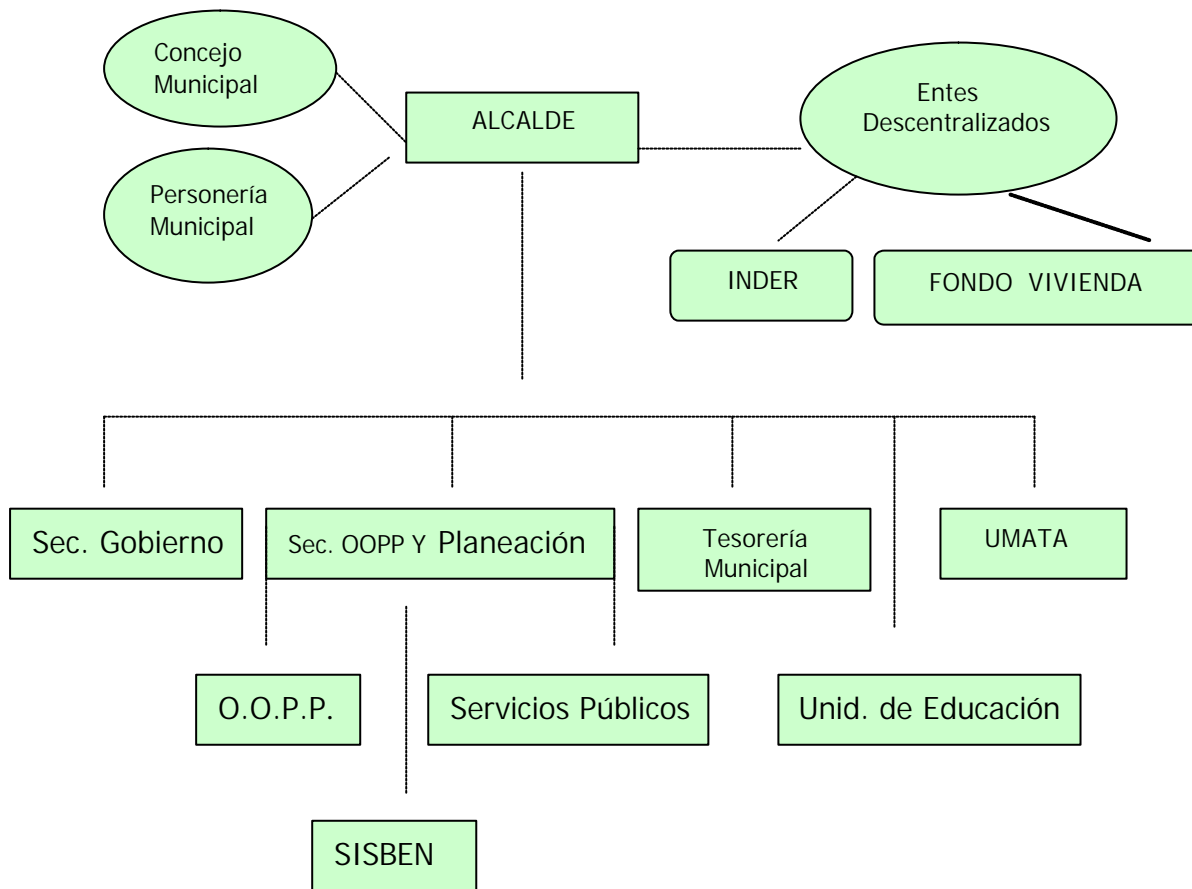 Concejo
Municipal
ALCALDE
Entes
Descentralizados
Personería
Municipal
INDER
FONDO VIVIENDA
Sec. Gobierno
Sec. OOPP Y Planeación
Tesorería
Municipal
UMATA
O.O.P.P.
Servicios Públicos
Unid. de Educación
SISBEN